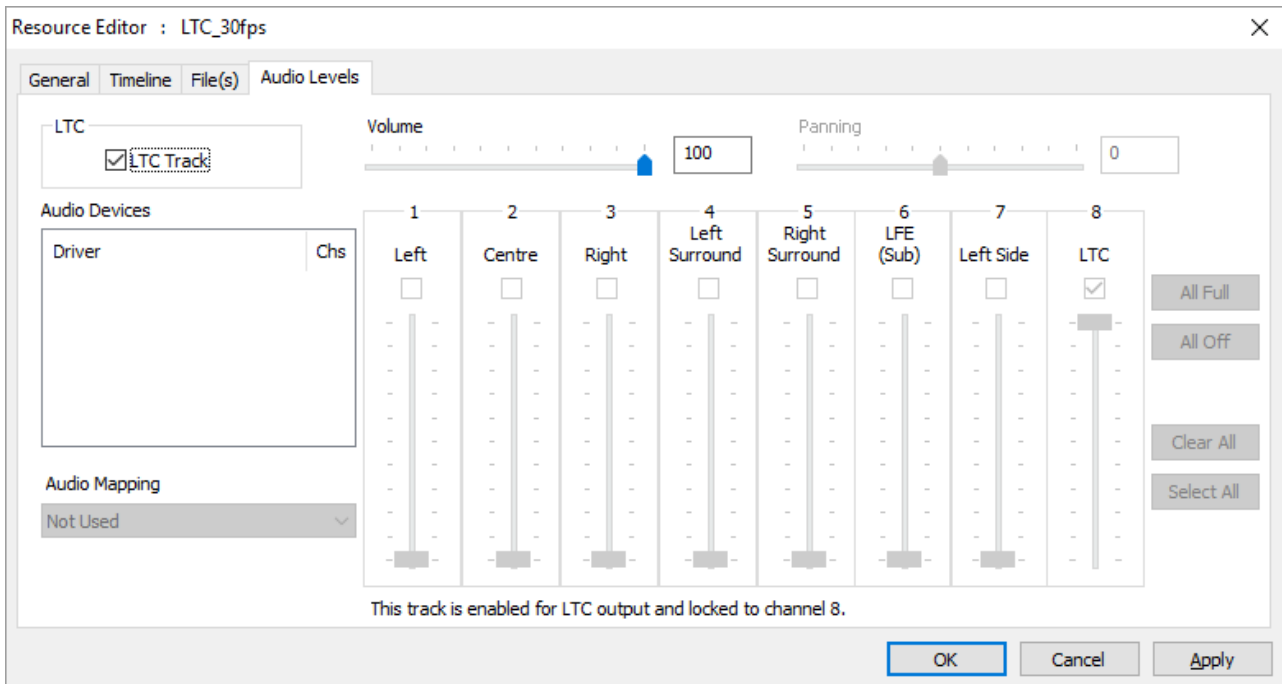 Resource Editor : LTC_30fps
General Timeline File(s) Audio Levels
LTC
LTC Track
Volume
100
Panning
0
Audio Devices
Driver Chs
1 2 3 4 5 6 7 8
Left Centre Right Left Surround Right Surround LFE (Sub) Left Side LTC
All Full
All Off
Clear All
Select All
Audio Mapping
Not Used
This track is enabled for LTC output and locked to channel 8.
OK Cancel Apply